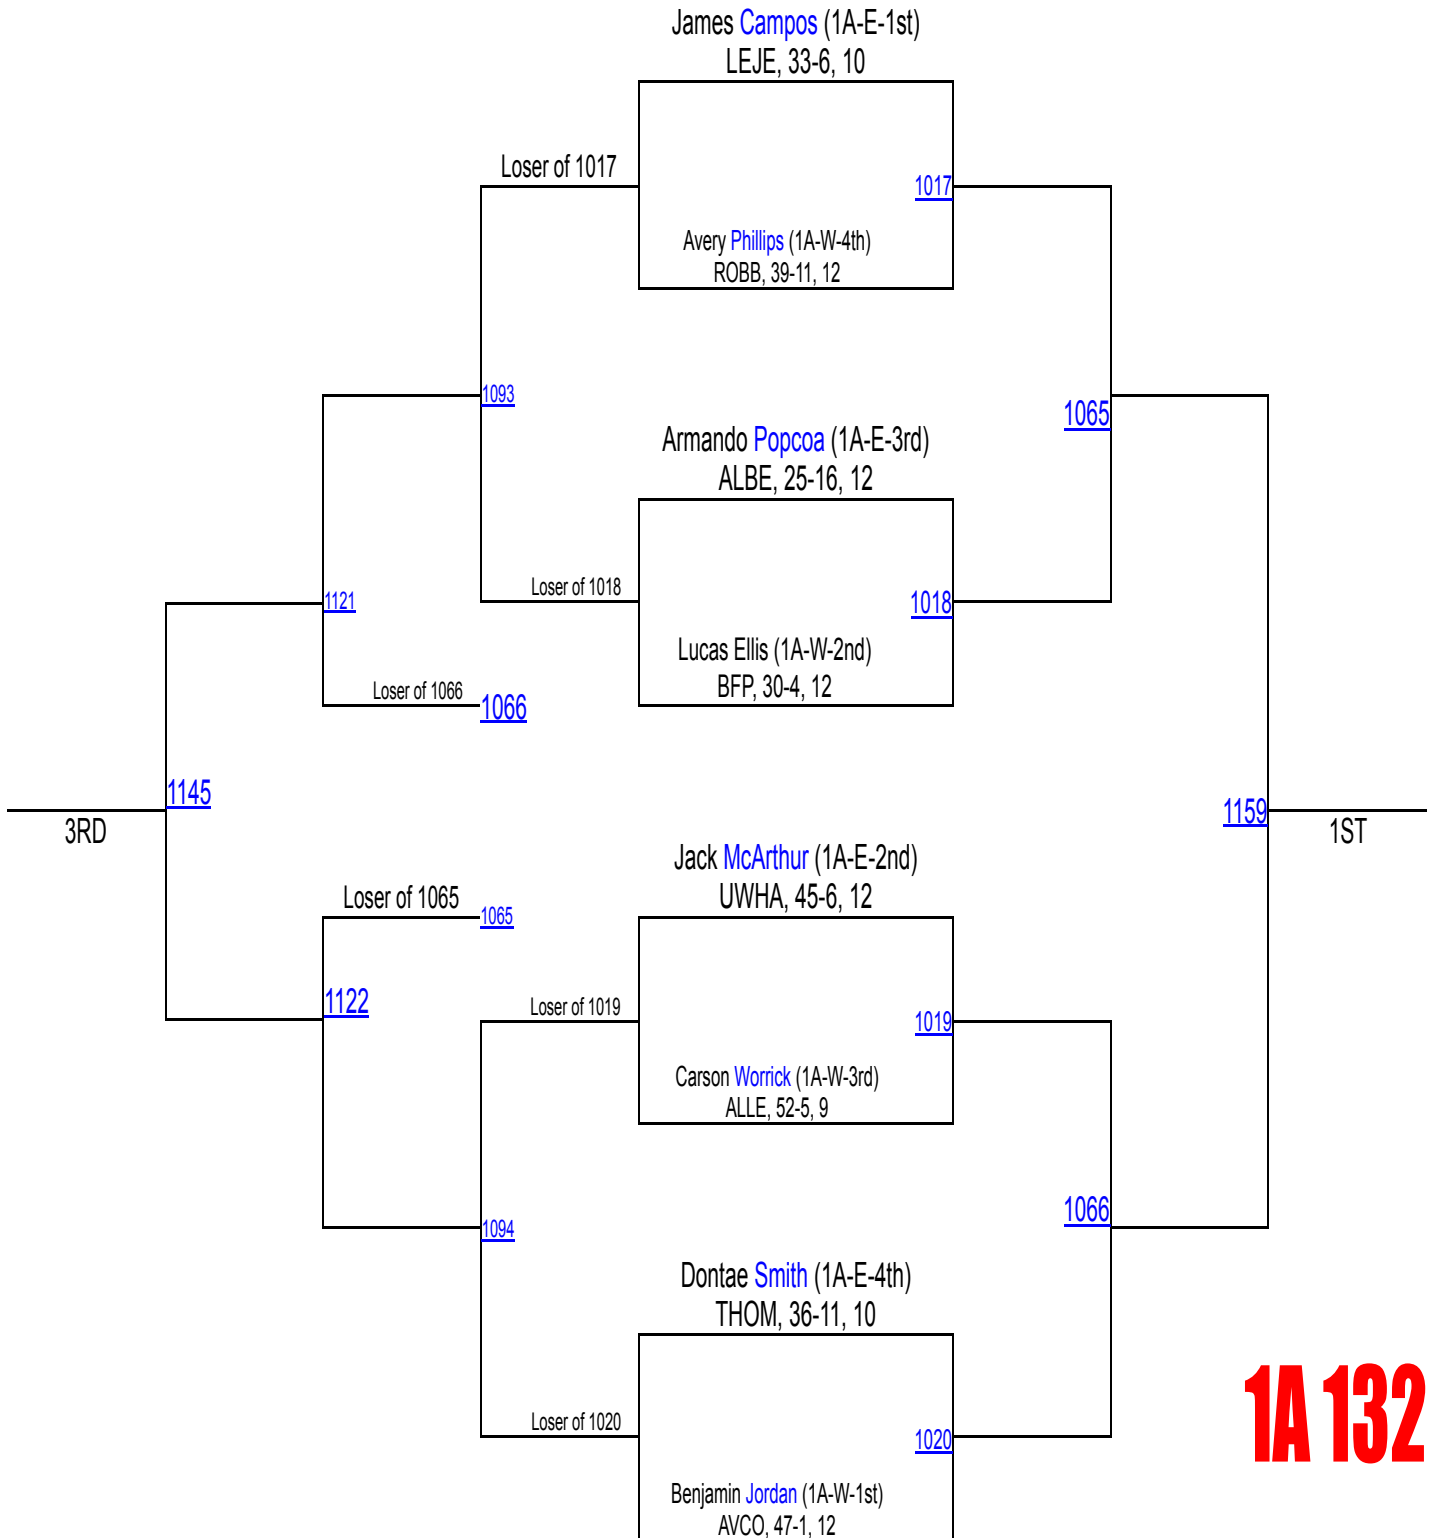 James Campos (1A-E-1st)
LEJE, 33-6, 10
Loser of 1017
1017
Avery Phillips (1A-W-4th)
ROBB, 39-11, 12
1093
1065
Armando Popcoa (1A-E-3rd)
ALBE, 25-16, 12
Loser of 1018
1018
1121
Lucas Ellis (1A-W-2nd)
BFP, 30-4, 12
Loser of 1066
1066
1145
3RD
1159
1ST
Jack McArthur (1A-E-2nd)
UWHA, 45-6, 12
Loser of 1065
1065
1122
Loser of 1019
1019
Carson Worrick (1A-W-3rd)
ALLE, 52-5, 9
1066
1094
Dontae Smith (1A-E-4th)
THOM, 36-11, 10
Loser of 1020
1020
Benjamin Jordan (1A-W-1st)
AVCO, 47-1, 12
1A 132